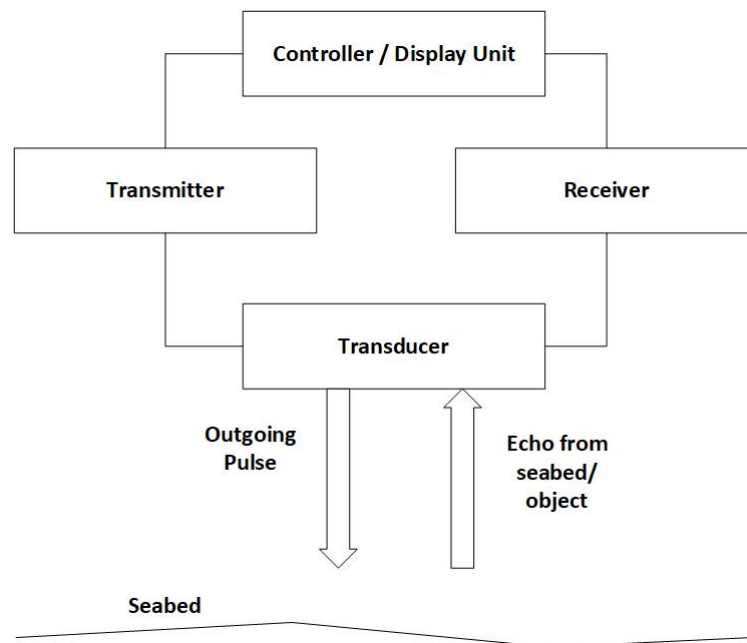 Controller / Display Unit
Transmitter
Receiver
Transducer
Outgoing
Pulse
Echo from
seabed/
object
Seabed